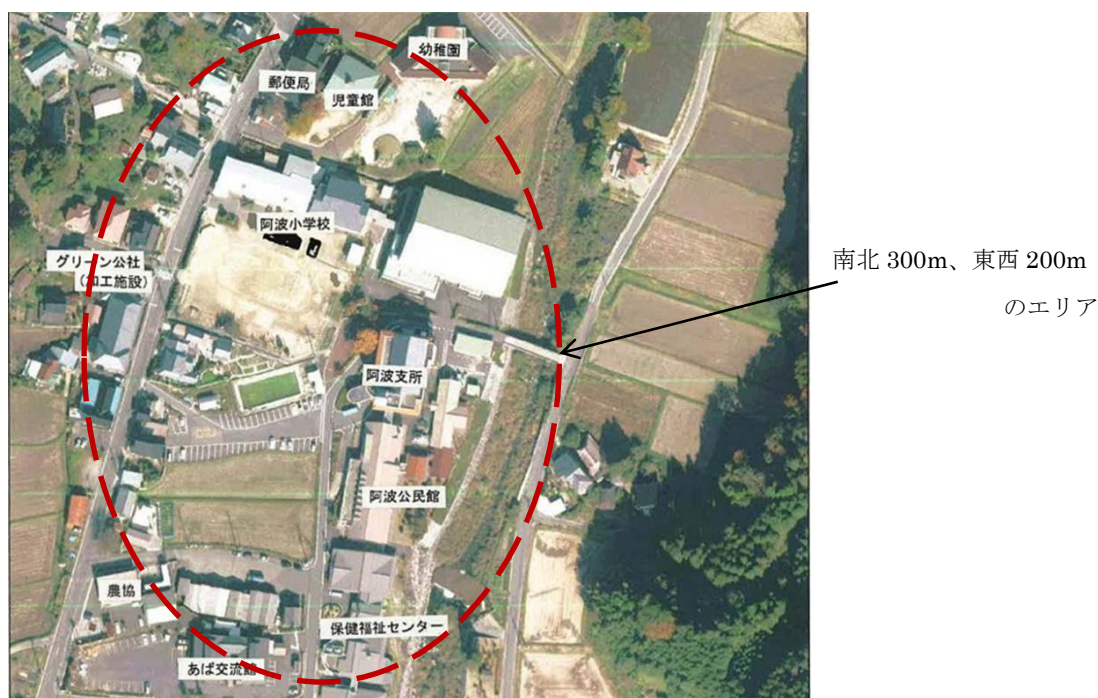 幼稚園
郵便局
児童館
阿波小学校
グリーン公社
（加工施設）
南北 300m、東西 200m
のエリア
阿波支所
阿波公民館
農協
保健福祉センター
あば交流館